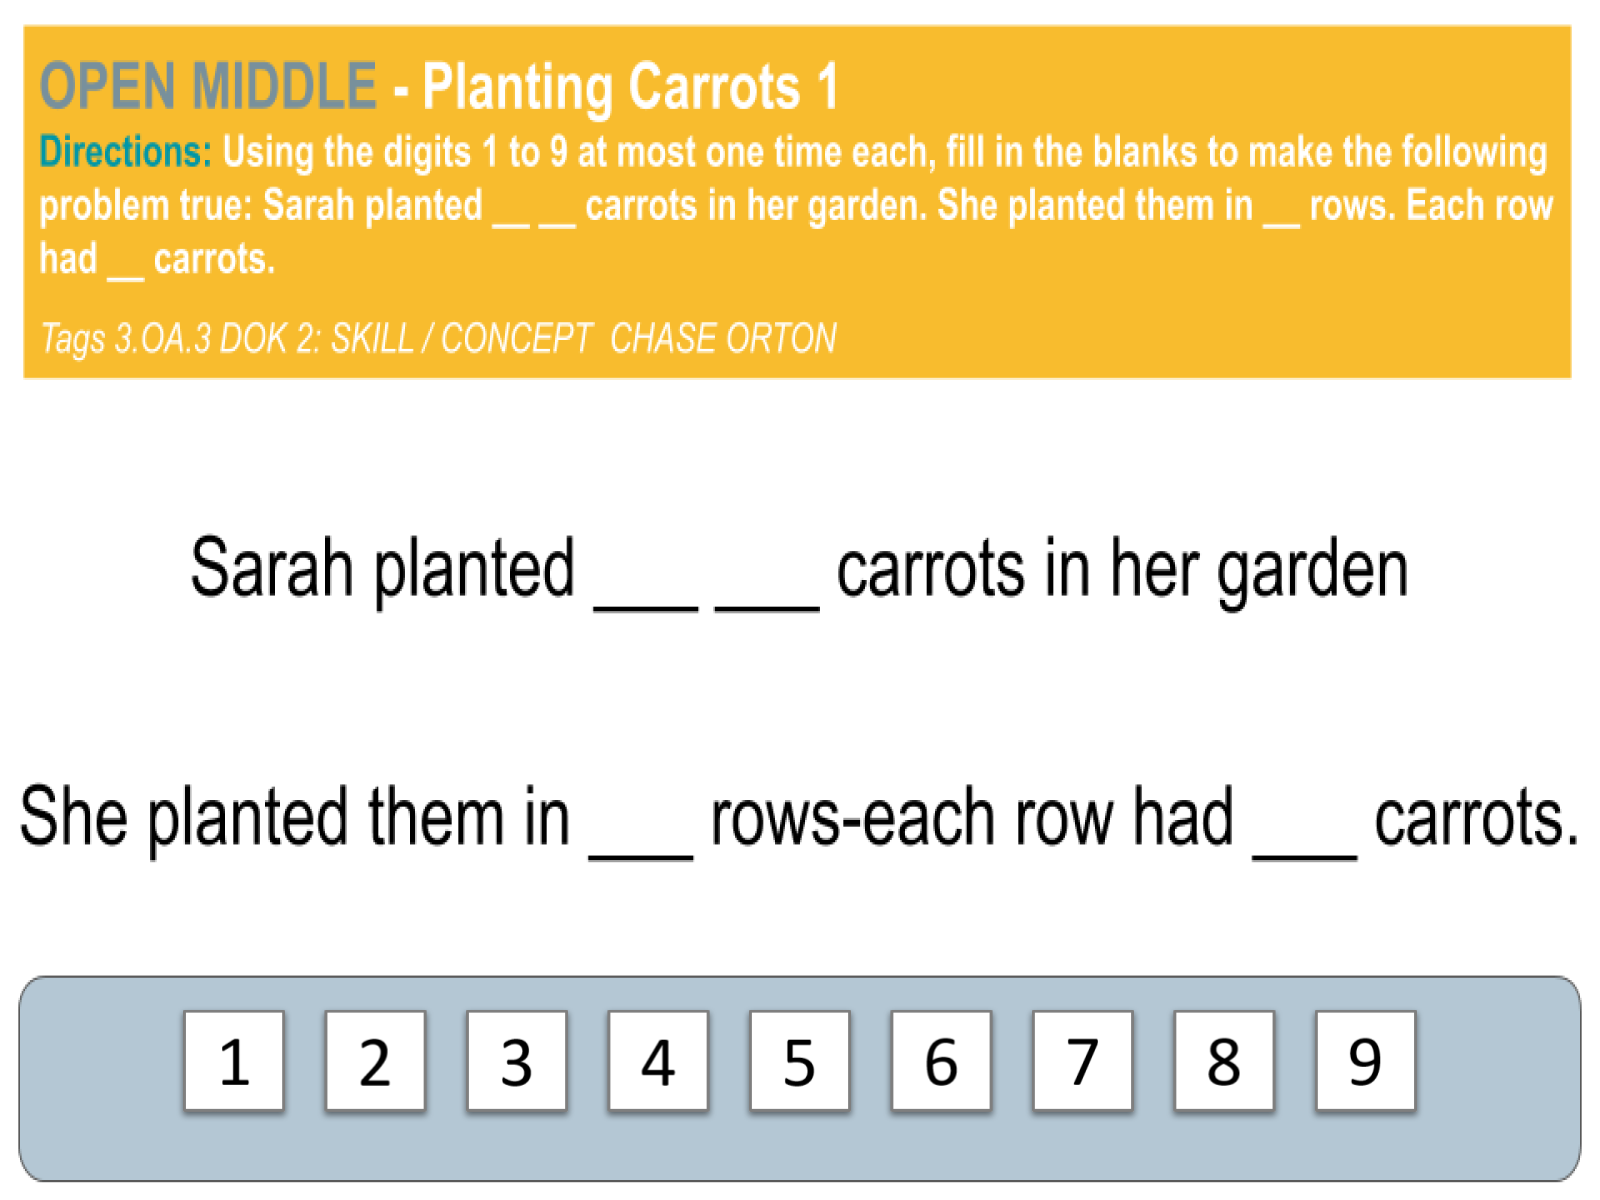 OPEN MIDDLE - Planting Carrots 1
Directions: Using the digits 1 to 9 at most one time each, fill in the blanks to make the following
problem true: Sarah planted __ __ carrots in her garden. She planted them in __ rows. Each row
had __ carrots.
Tags 3.OA.3 DOK 2: SKILL / CONCEPT CHASE ORTON
Sarah planted ___ ___ carrots in her garden
She planted them in ___ rows-each row had ___ carrots.
1 2 3 4 5 6 7 8 9